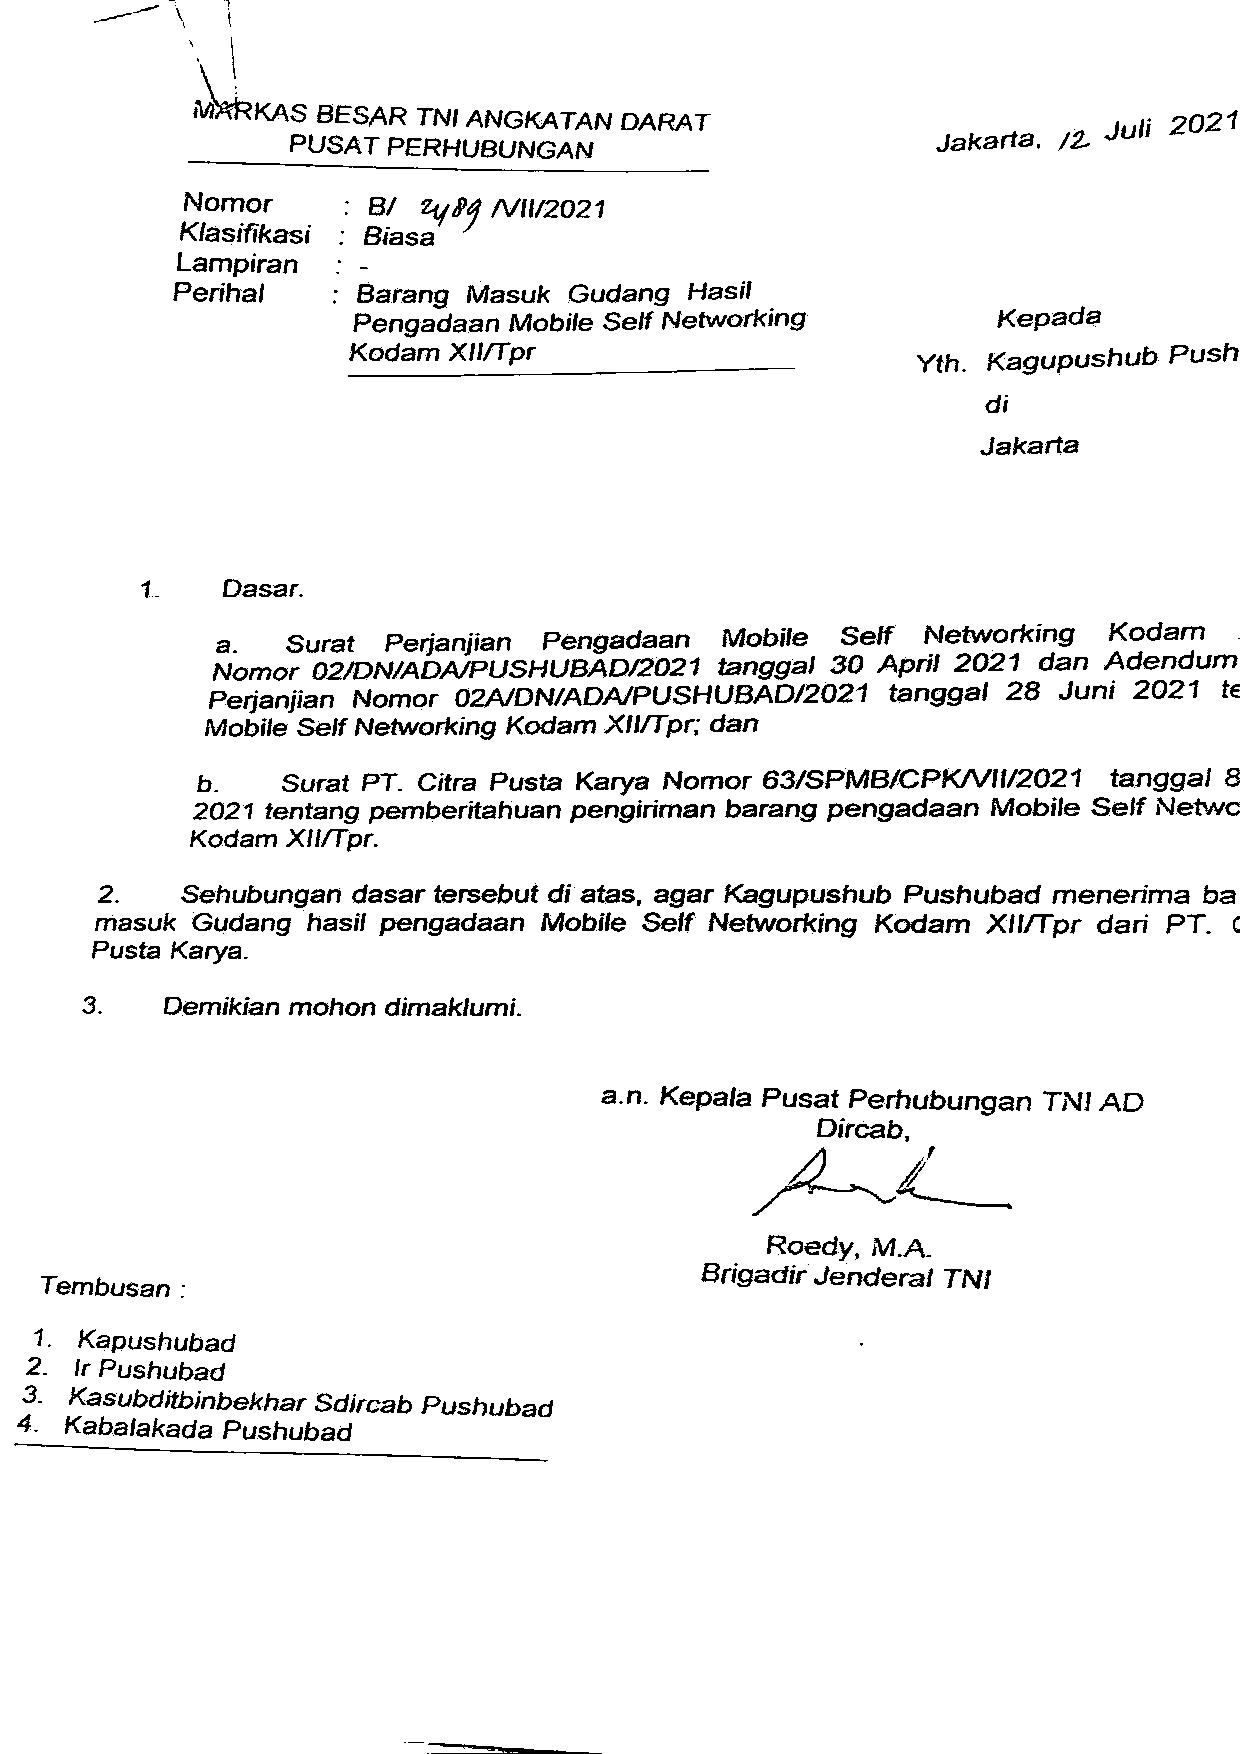 MARKAS BESAR TNI ANGKATAN DARAT
PUSAT PERHUBUNGAN
Jakarta, 12 Juli 2021
Nomor : B/ 2489 /VII/2021
Klasifikasi : Biasa
Lampiran : -
Perihal : Barang Masuk Gudang Hasil
Pengadaan Mobile Self Networking
Kodam XII/Tpr
Kepada
Yth. Kagupushub Push
di
Jakarta
1. Dasar.
a. Surat Perjanjian Pengadaan Mobile Self Networking Kodam
Nomor 02/DN/ADA/PUSHUBAD/2021 tanggal 30 April 2021 dan Adendum
Perjanjian Nomor 02A/DN/ADA/PUSHUBAD/2021 tanggal 28 Juni 2021 te
Mobile Self Networking Kodam XII/Tpr; dan
b. Surat PT. Citra Pusta Karya Nomor 63/SPMB/CPK/VII/2021 tanggal 8
2021 tentang pemberitahuan pengiriman barang pengadaan Mobile Self Netwo
Kodam XII/Tpr.
2. Sehubungan dasar tersebut di atas, agar Kagupushub Pushubad menerima ba
masuk Gudang hasil pengadaan Mobile Self Networking Kodam XII/Tpr dari PT. C
Pusta Karya.
3. Demikian mohon dimaklumi.
a.n. Kepala Pusat Perhubungan TNI AD
Dircab,
Roedy, M.A.
Brigadir Jenderal TNI
Tembusan :
1. Kapushubad
2. Ir Pushubad
3. Kasubditbinbekhar Sdircab Pushubad
4. Kabalakada Pushubad